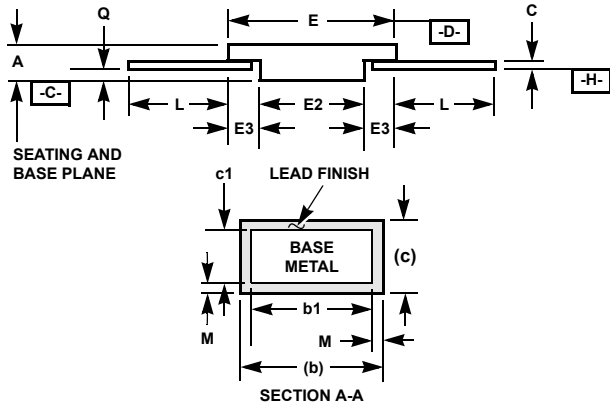 E
-D-
C
Q
A
-C-
-H-
L
E3
E2
E3
L
SEATING AND
BASE PLANE
c1
LEAD FINISH
BASE
METAL
(c)
M
b1
M
(b)
SECTION A-A